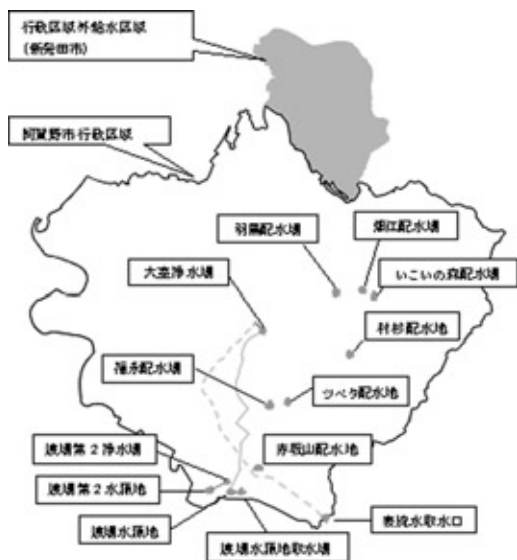 行政区域外給水区域
(新発田市)
阿賀野市行政区域
羽黒配水場
畑江配水場
大室浄水場
いこいの森配水場
村杉配水池
福永配水場
ツベタ配水地
渡場第2浄水場
赤坂山配水地
渡場第2水源地
渡場水源地
表流水取水口
渡場水源地取水場